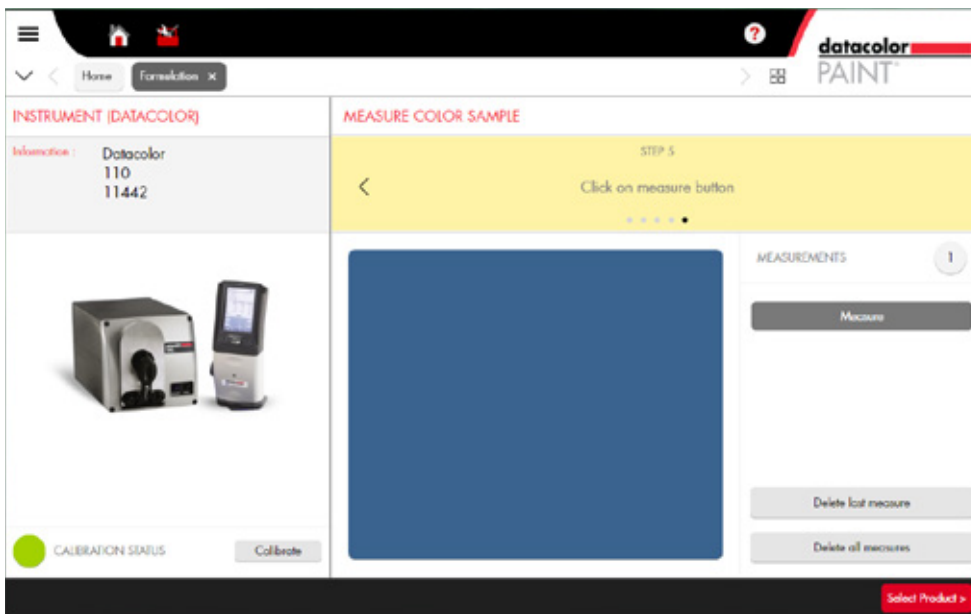 ?
datacolor
PAINT
Home
Formulation ×
INSTRUMENT (DATACOLOR)
Information :
Datacolor
110
11442
CALIBRATION STATUS
Calibrate
MEASURE COLOR SAMPLE
STEP 5
Click on measure button
MEASUREMENTS
1
Measure
Delete last measure
Delete all measures
Select Product >